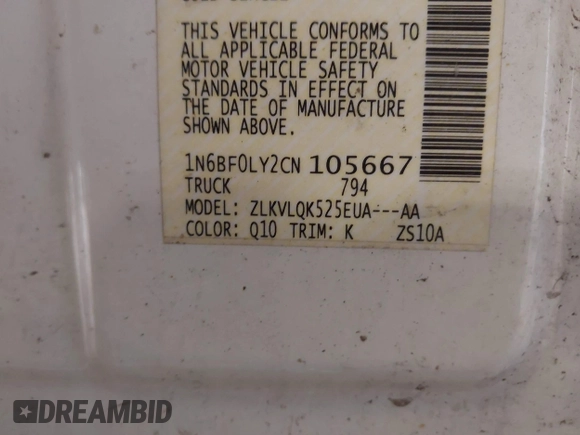 THIS VEHICLE CONFORMS TO
ALL APPLICABLE FEDERAL
MOTOR VEHICLE SAFETY
STANDARDS IN EFFECT ON
THE DATE OF MANUFACTURE
SHOWN ABOVE.
1N6BF0LY2CN 105667
TRUCK 794
MODEL: ZLKVLQK525EUA---AA
COLOR: Q10 TRIM: K ZS10A
DREAMBID